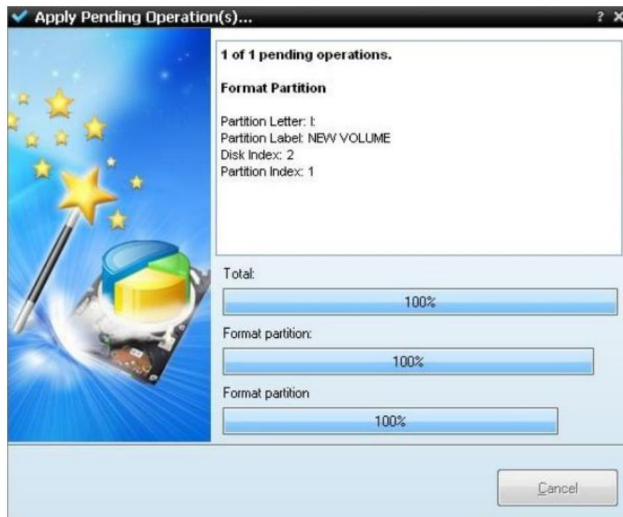 Apply Pending Operation(s)...
? X
1 of 1 pending operations.
Format Partition
Partition Letter: I:
Partition Label: NEW VOLUME
Disk Index: 2
Partition Index: 1
Total:
100%
Format partition:
100%
Format partition
100%
Cancel